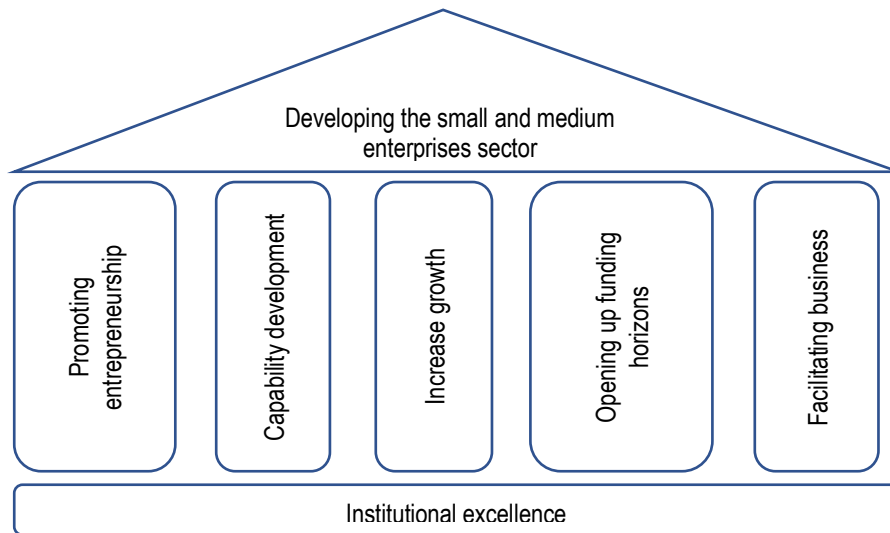 Developing the small and medium
enterprises sector
Promoting
entrepreneurship
Capability development
Increase growth
Opening up funding
horizons
Facilitating business
Institutional excellence